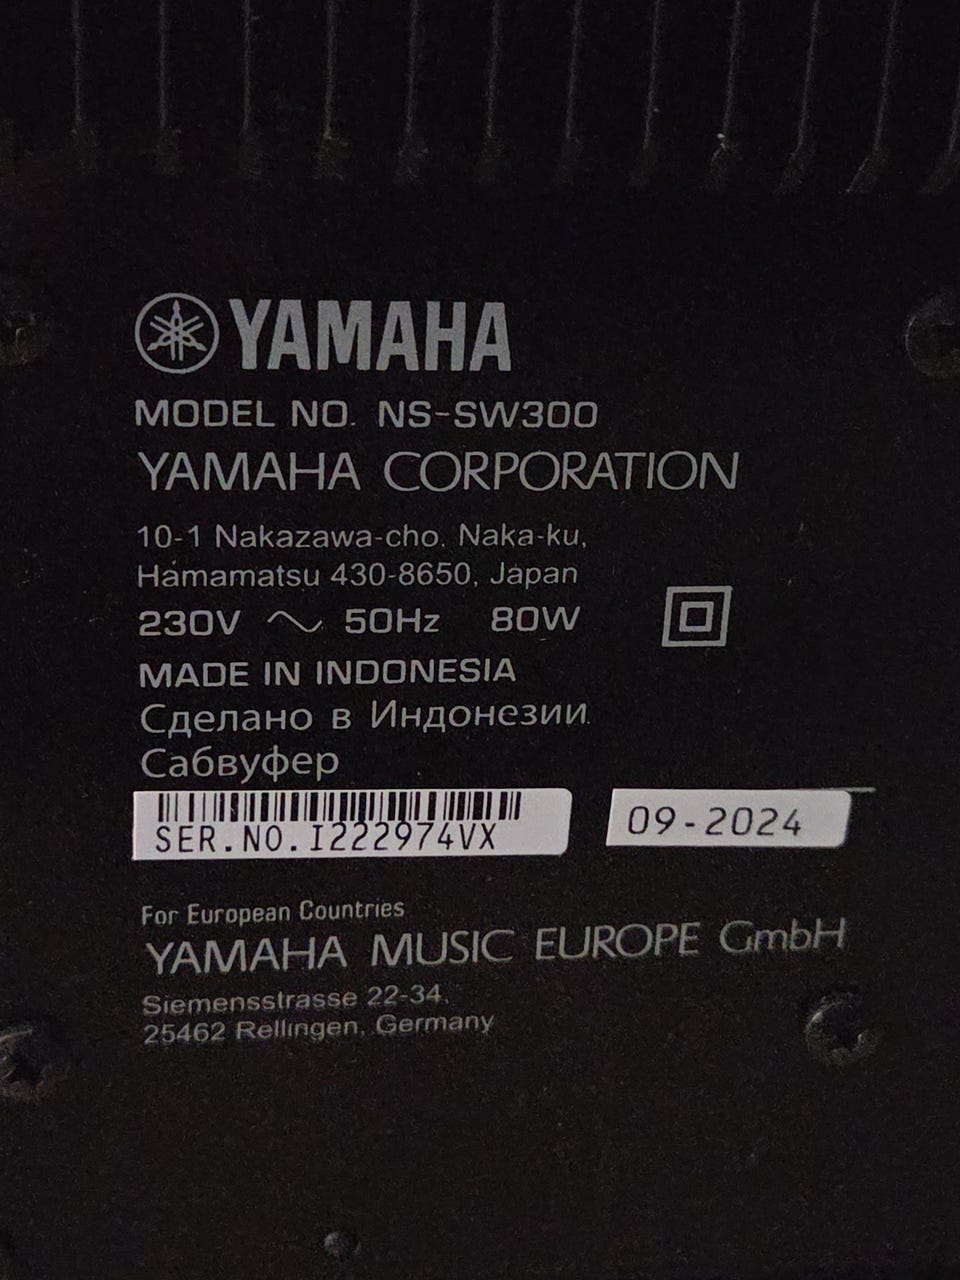 YAMAHA
MODEL NO. NS-SW300
YAMAHA CORPORATION
10-1 Nakazawa-cho, Naka-ku,
Hamamatsu 430-8650, Japan
230V ~ 50Hz 80W
MADE IN INDONESIA
Сделано в Индонезии
Сабвуфер
SER.NO.I222974VX 09-2024
For European Countries
YAMAHA MUSIC EUROPE GmbH
Siemensstrasse 22-34,
25462 Rellingen, Germany